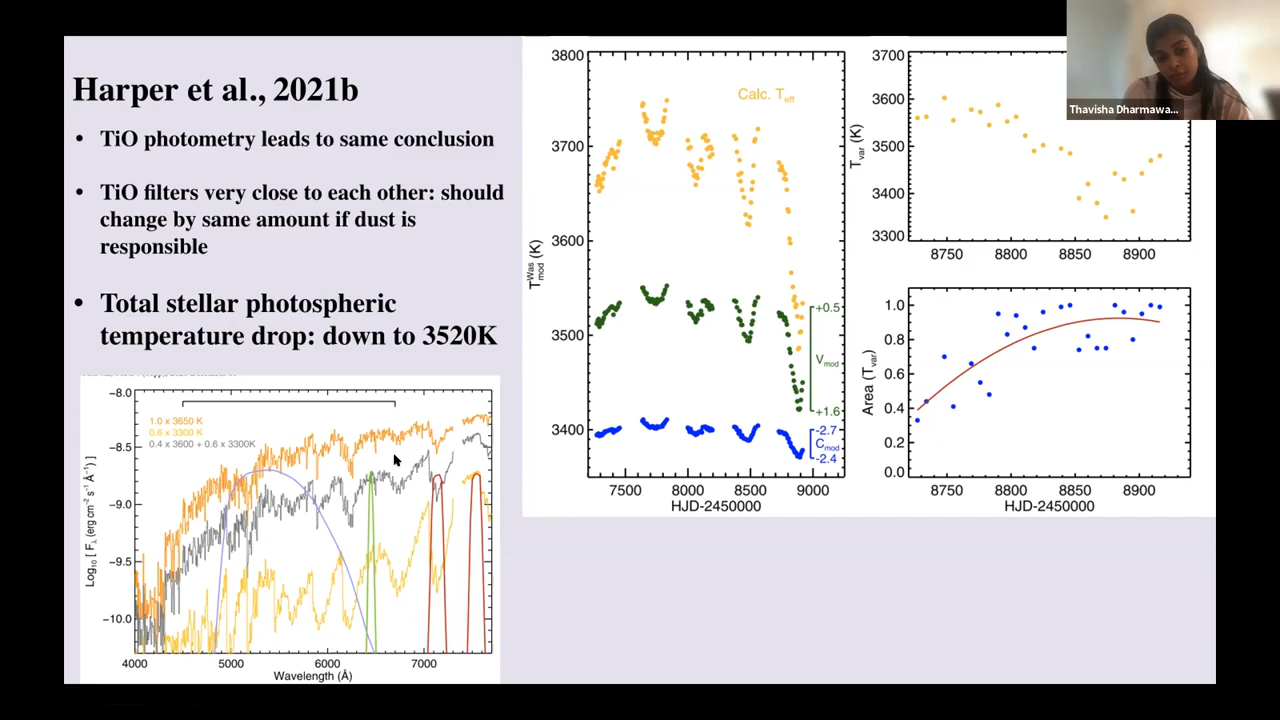 Harper et al., 2021b
• TiO photometry leads to same conclusion
• TiO filters very close to each other: should
change by same amount if dust is
responsible
• Total stellar photospheric
temperature drop: down to 3520K
−8.0
−8.5
−9.0
−9.5
−10.0
1.0 x 3650 K
0.6 x 3300 K
0.4 x 3600 + 0.6 x 3300K
Log₁₀ [ Fλ (erg cm⁻² s⁻¹ Å⁻¹) ]
4000 5000 6000 7000
Wavelength (Å)
3800
3700
3600
3500
3400
Calc. Teff
+0.5
Vmod
+1.6
-2.7
Cmod
-2.4
TWas mod (K)
7500 8000 8500 9000
HJD-2450000
3700
3600
3500
3400
3300
Tvar (K)
8750 8800 8850 8900
1.0
0.8
0.6
0.4
0.2
0.0
Area (Tvar)
8750 8800 8850 8900
HJD-2450000
Thavisha Dharmawa...